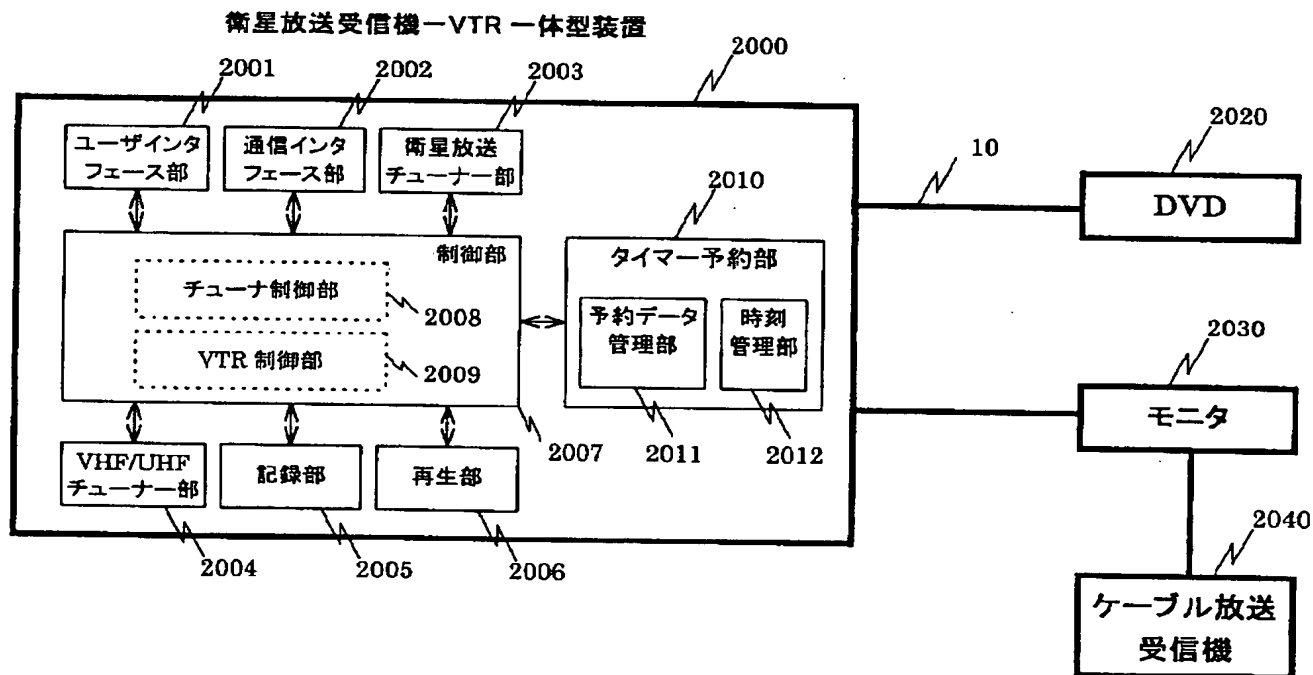 衛星放送受信機－VTR 一体型装置
2000
2001
2002
2003
ユーザインタ
フェース部
通信インタ
フェース部
衛星放送
チューナー部
制御部
チューナ制御部
2008
VTR 制御部
2009
2010
タイマー予約部
予約データ
管理部
時刻
管理部
2011
2012
2007
VHF/UHF
チューナー部
記録部
再生部
2004
2005
2006
10
2020
DVD
2030
モニタ
2040
ケーブル放送
受信機